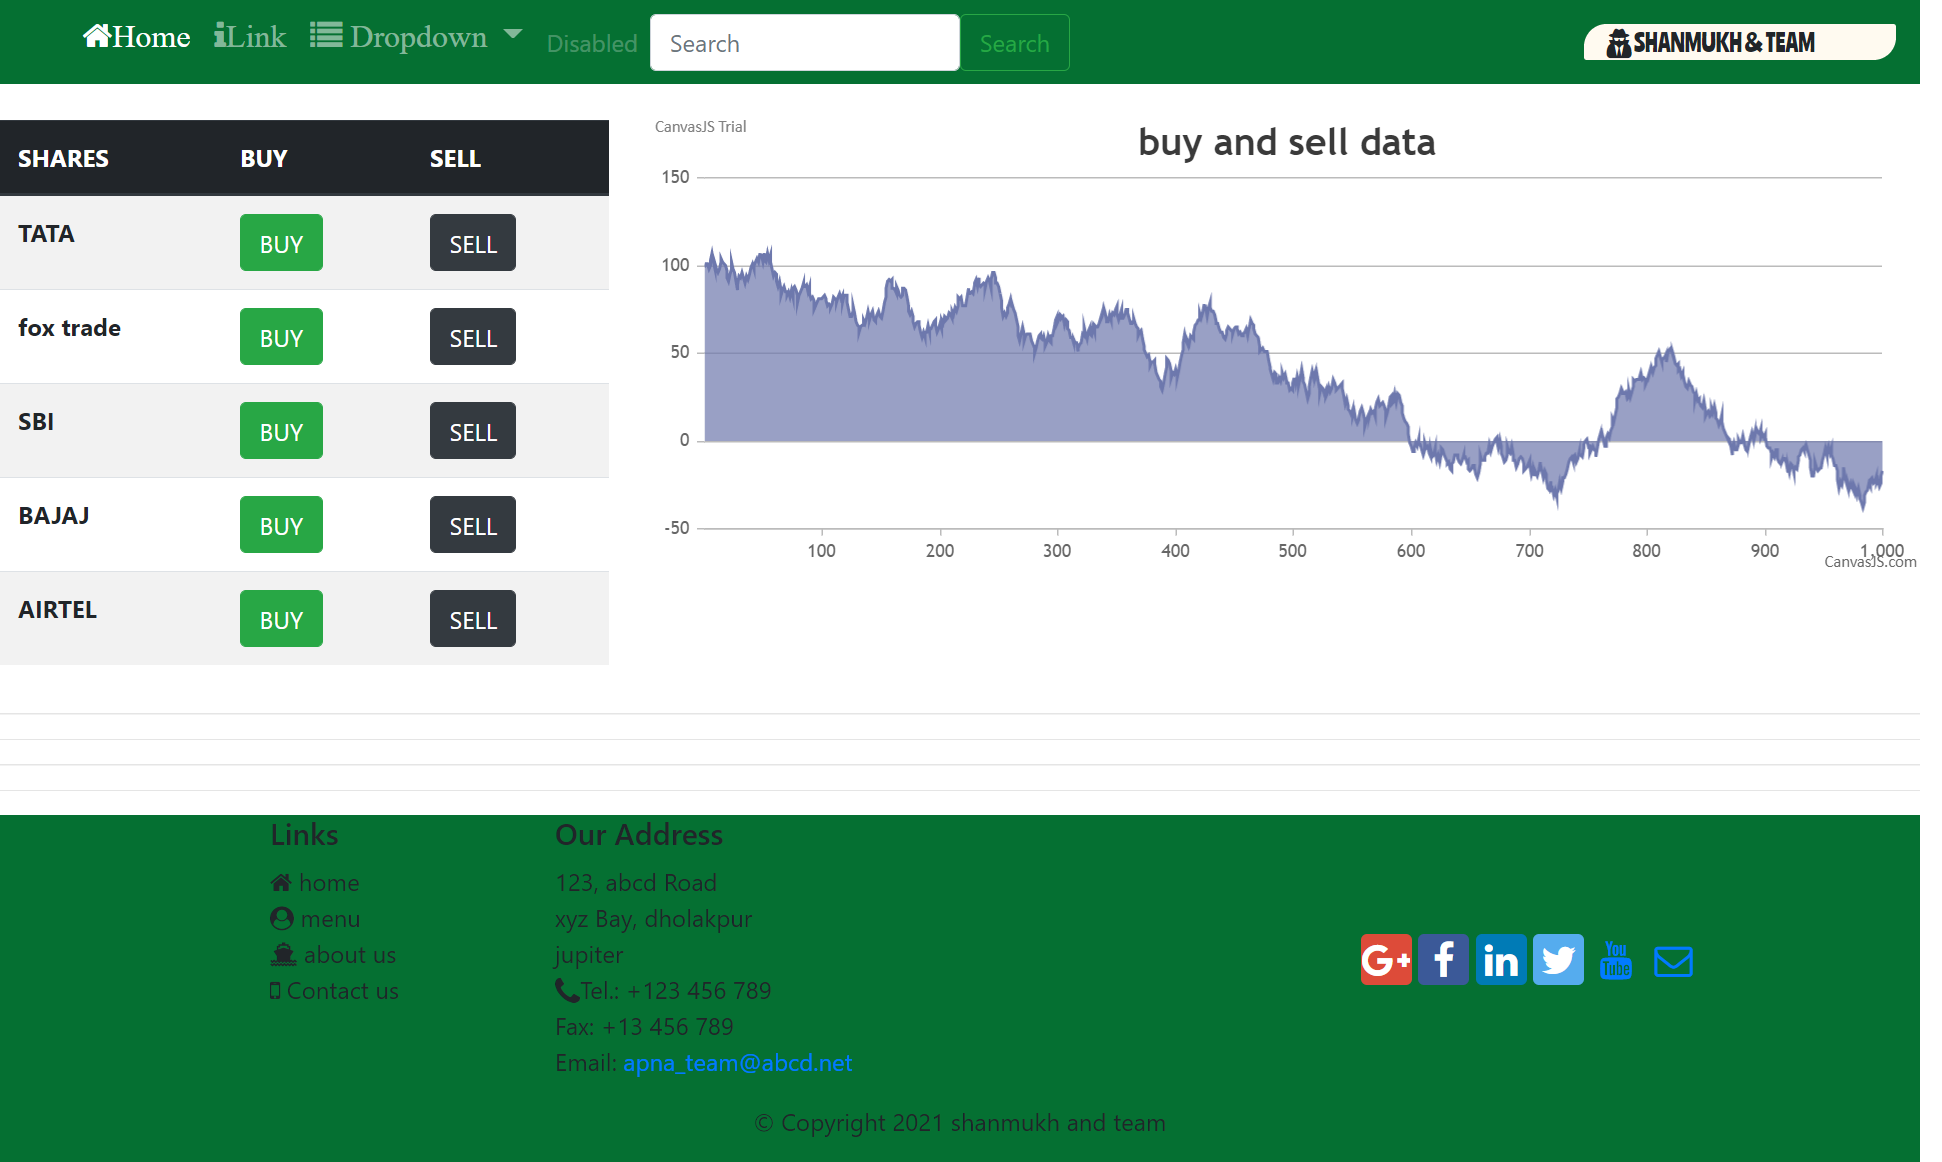 Home Link Dropdown Disabled Search Search SHANMUKH & TEAM
SHARES BUY SELL
TATA BUY SELL
fox trade BUY SELL
SBI BUY SELL
BAJAJ BUY SELL
AIRTEL BUY SELL
CanvasJS Trial
buy and sell data
150
100
50
0
-50
100 200 300 400 500 600 700 800 900 1,000
CanvasJS.com
Links
home
menu
about us
Contact us
Our Address
123, abcd Road
xyz Bay, dholakpur
jupiter
Tel.: +123 456 789
Fax: +13 456 789
Email: apna_team@abcd.net
G+ f in You Tube
© Copyright 2021 shanmukh and team